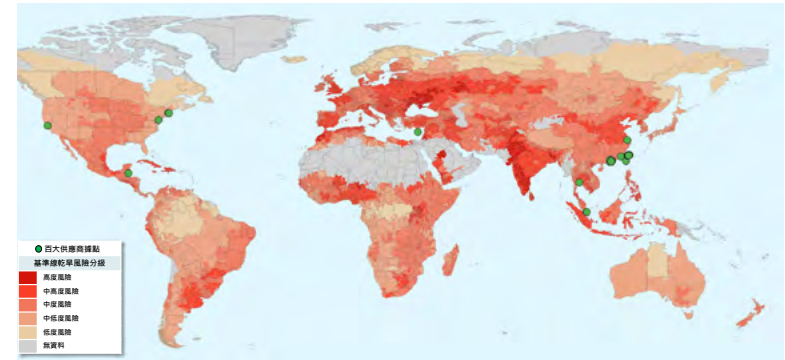 百大供應商據點
基準線乾旱風險分級
高度風險
中高度風險
中度風險
中低度風險
低度風險
無資料